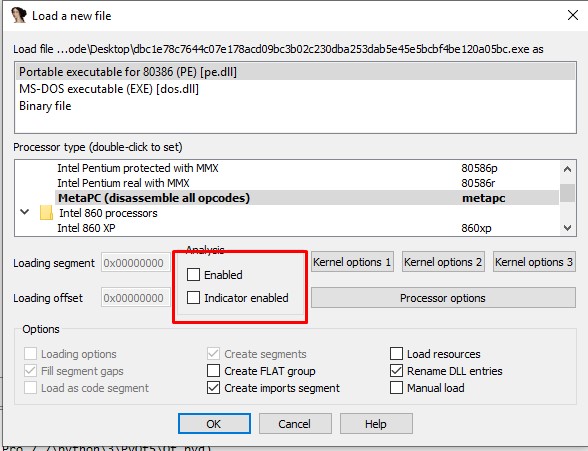 Load a new file
Load file ...ode\Desktop\dbc1e78c7644c07e178acd09bc3b02c230dba253dab5e45e5bcbf4be120a05bc.exe as
Portable executable for 80386 (PE) [pe.dll]
MS-DOS executable (EXE) [dos.dll]
Binary file
Processor type (double-click to set)
Intel Pentium protected with MMX 80586p
Intel Pentium real with MMX 80586r
MetaPC (disassemble all opcodes) metapc
Intel 860 processors
Intel 860 XP 860xp
Analysis
Loading segment 0x00000000 Enabled Kernel options 1 Kernel options 2 Kernel options 3
Loading offset 0x00000000 Indicator enabled Processor options
Options
Loading options Create segments Load resources
Fill segment gaps Create FLAT group Rename DLL entries
Load as code segment Create imports segment Manual load
OK Cancel Help